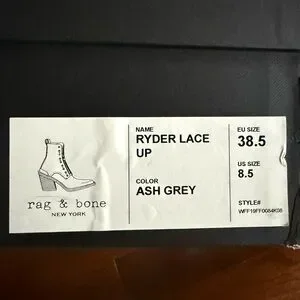 NAME
RYDER LACE
UP
COLOR
ASH GREY
EU SIZE
38.5
US SIZE
8.5
STYLE#
WFF19FF0084K08
rag & bone
NEW YORK